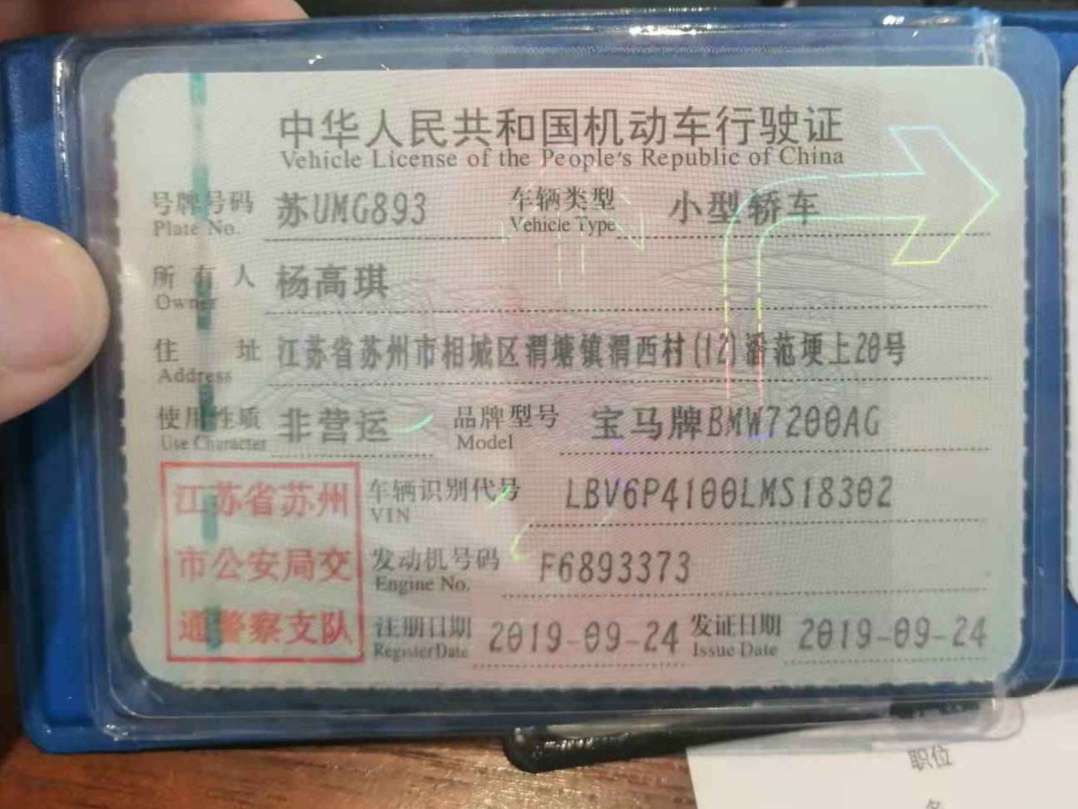 中华人民共和国机动车行驶证
Vehicle License of the People's Republic of China
号牌号码 苏UMG893 车辆类型 小型轿车
Plate No. Vehicle Type
所有人 杨高琪
Owner
住址 江苏省苏州市相城区渭塘镇渭西村(12)潘范埂上20号
Address
使用性质 非营运 品牌型号 宝马牌BMW7200AG
Use Character Model
江苏省苏州 车辆识别代号 LBV6P4100LMS18302
VIN
市公安局交 发动机号码 F6893373
Engine No.
通警察支队 注册日期 2019-09-24 发证日期 2019-09-24
Register Date Issue Date
职位